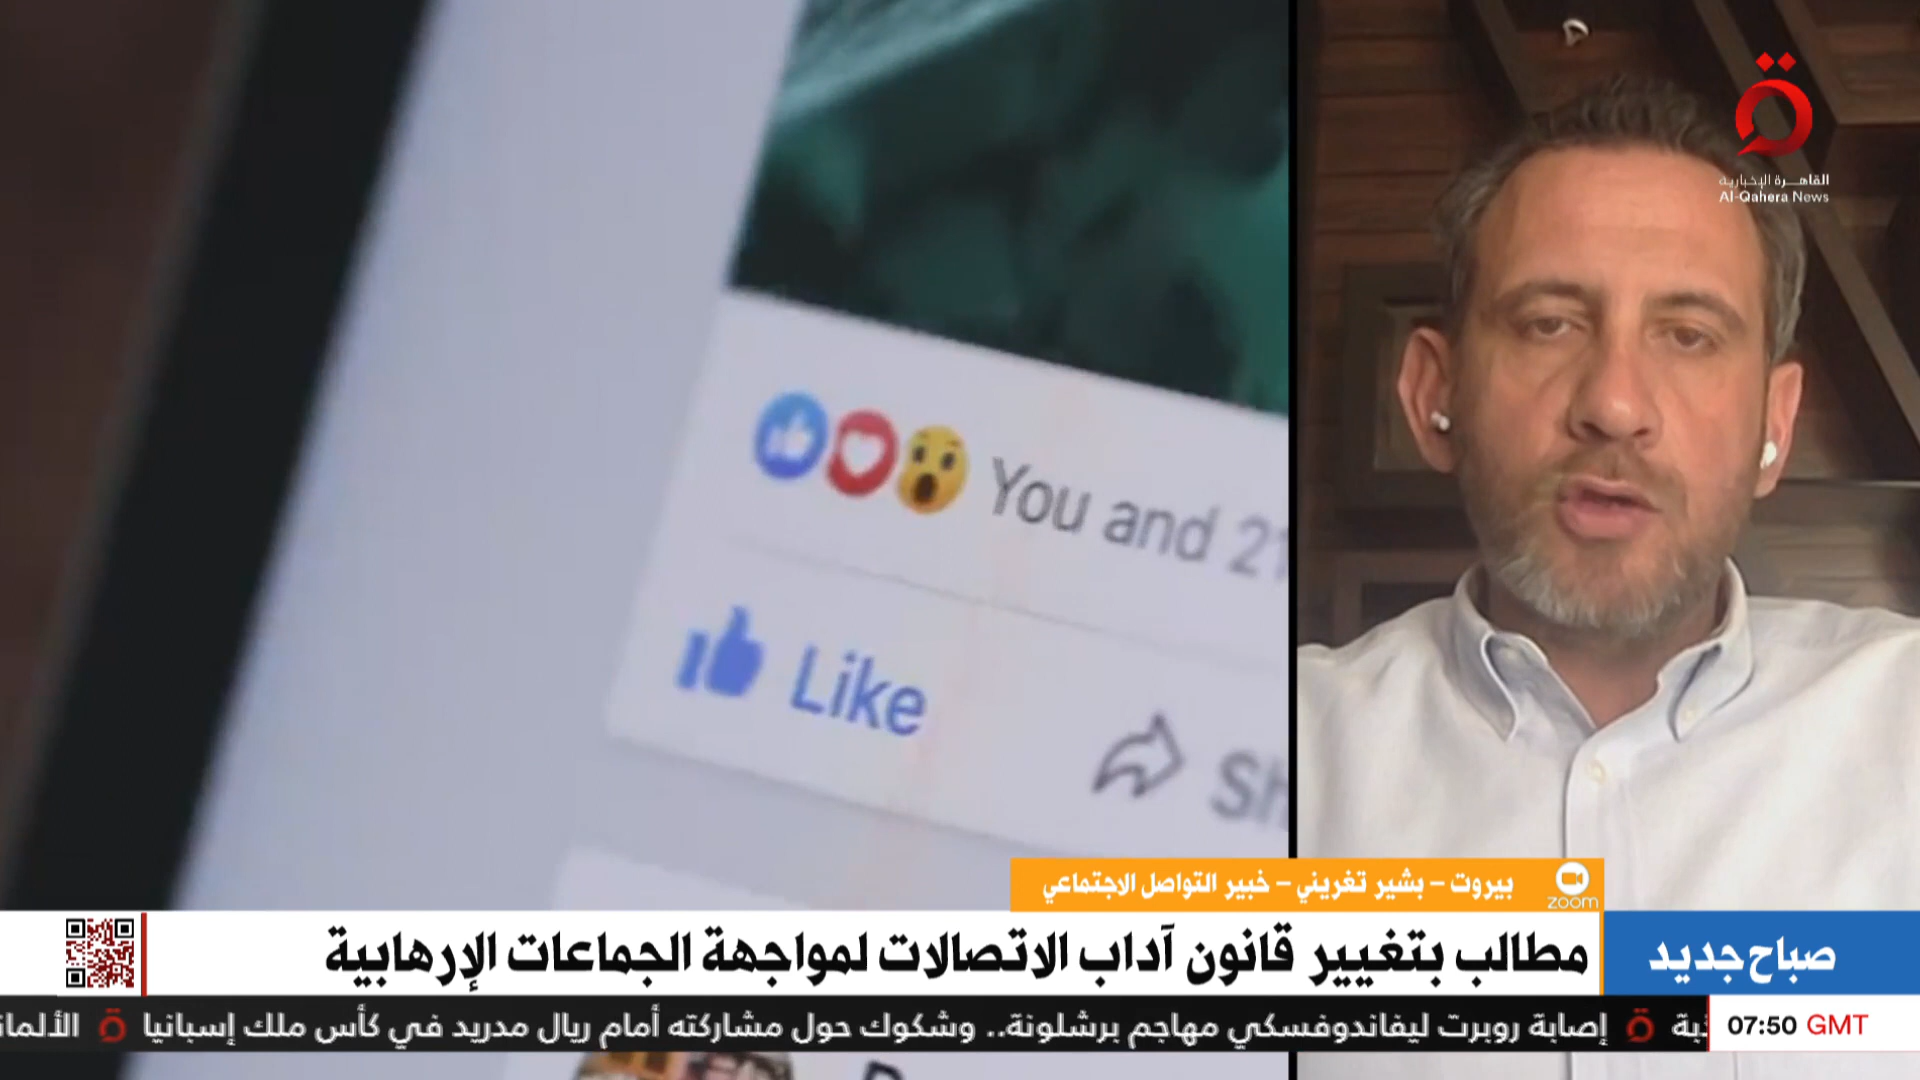 القاهرة الإخبارية
Al-Qahera News
You and 21
Like
Sh
بيروت – بشير تغريني – خبير التواصل الاجتماعي
zoom
صباح جديد
مطالب بتغيير قانون آداب الاتصالات لمواجهة الجماعات الإرهابية
07:50 GMT
إصابة روبرت ليفاندوفسكي مهاجم برشلونة.. وشكوك حول مشاركته أمام ريال مدريد في كأس ملك إسبانيا